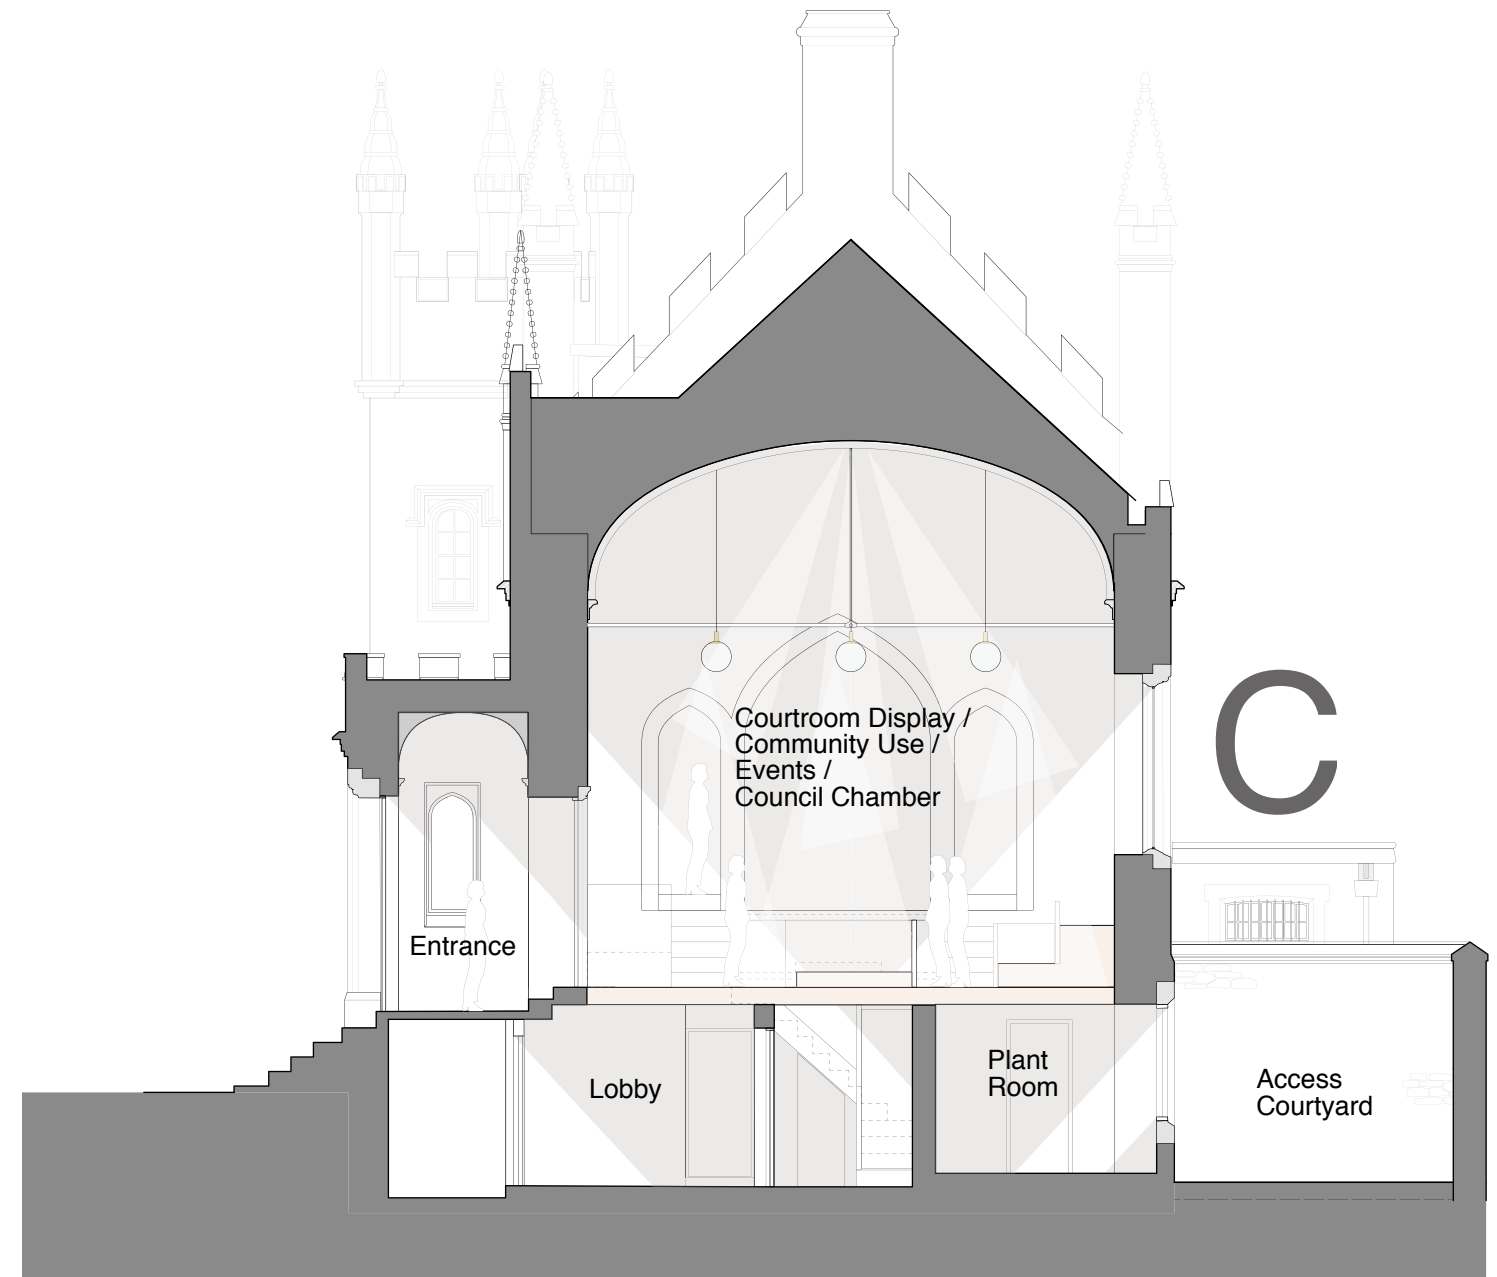 Courtroom Display /
Community Use /
Events /
Council Chamber
C
Entrance
Lobby
Plant
Room
Access
Courtyard